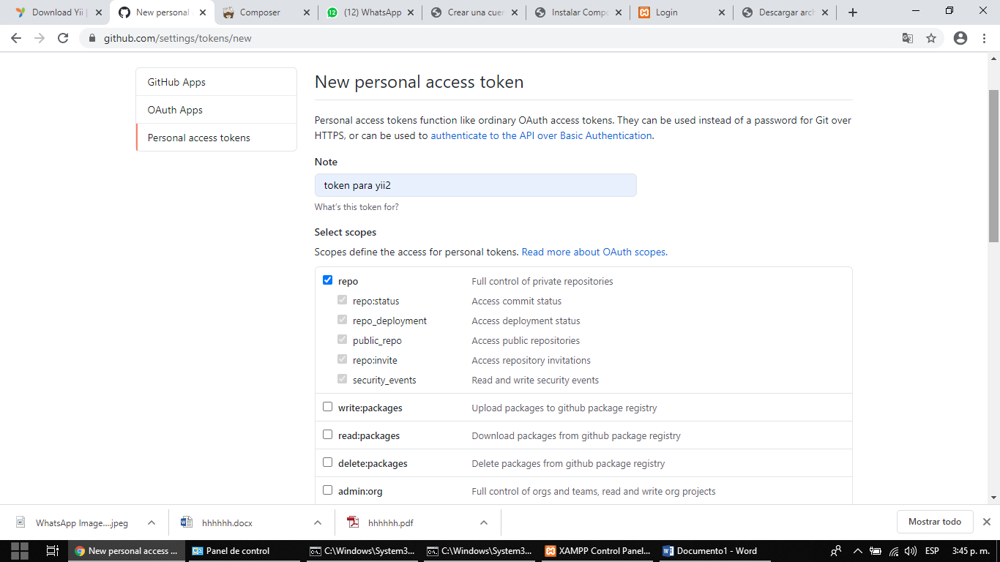 Download Yii |
New personal
Composer
(12) WhatsApp
Crear una cuen
Instalar Compo
Login
Descargar arch
github.com/settings/tokens/new
GitHub Apps
OAuth Apps
Personal access tokens
New personal access token
Personal access tokens function like ordinary OAuth access tokens. They can be used instead of a password for Git over
HTTPS, or can be used to authenticate to the API over Basic Authentication.
Note
token para yii2
What's this token for?
Select scopes
Scopes define the access for personal tokens. Read more about OAuth scopes.
repo Full control of private repositories
repo:status Access commit status
repo_deployment Access deployment status
public_repo Access public repositories
repo:invite Access repository invitations
security_events Read and write security events
write:packages Upload packages to github package registry
read:packages Download packages from github package registry
delete:packages Delete packages from github package registry
admin:org Full control of orgs and teams, read and write org projects
WhatsApp Image....jpeg
hhhhhh.docx
hhhhhh.pdf
Mostrar todo
New personal access ...
Panel de control
C:\Windows\System3...
C:\Windows\System3...
XAMPP Control Panel...
Documento1 - Word
ESP
3:45 p. m.